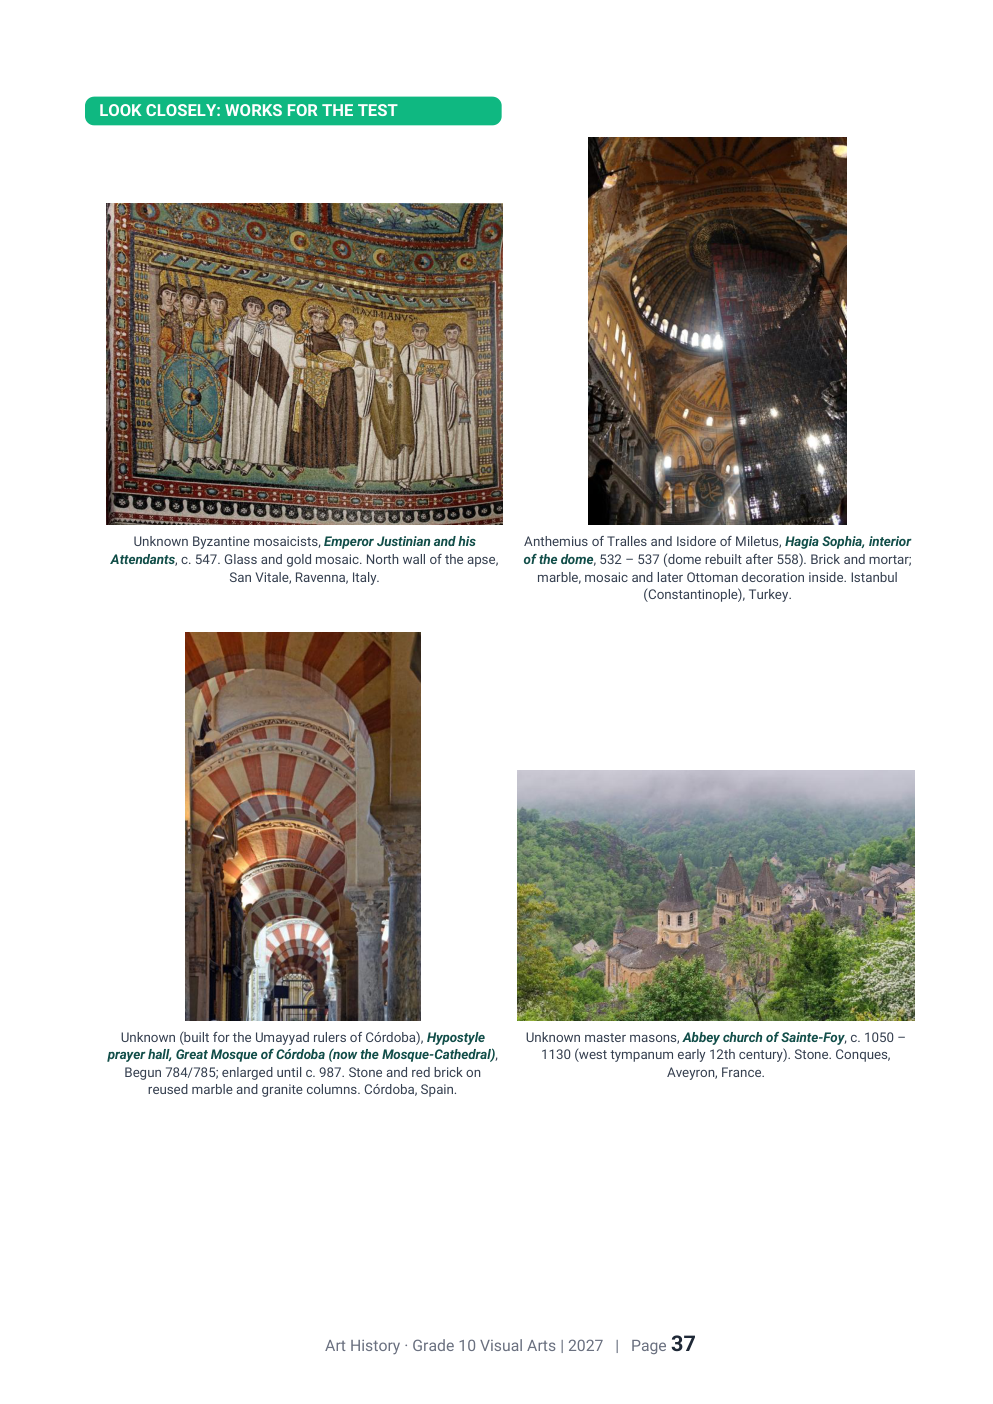 LOOK CLOSELY: WORKS FOR THE TEST
MAXIMIANVS
Unknown Byzantine mosaicists, Emperor Justinian and his
Attendants, c. 547. Glass and gold mosaic. North wall of the apse,
San Vitale, Ravenna, Italy.
Anthemius of Tralles and Isidore of Miletus, Hagia Sophia, interior
of the dome, 532 – 537 (dome rebuilt after 558). Brick and mortar;
marble, mosaic and later Ottoman decoration inside. Istanbul
(Constantinople), Turkey.
Unknown (built for the Umayyad rulers of Córdoba), Hypostyle
prayer hall, Great Mosque of Córdoba (now the Mosque-Cathedral),
Begun 784/785; enlarged until c. 987. Stone and red brick on
reused marble and granite columns. Córdoba, Spain.
Unknown master masons, Abbey church of Sainte-Foy, c. 1050 –
1130 (west tympanum early 12th century). Stone. Conques,
Aveyron, France.
Art History · Grade 10 Visual Arts | 2027 | Page 37